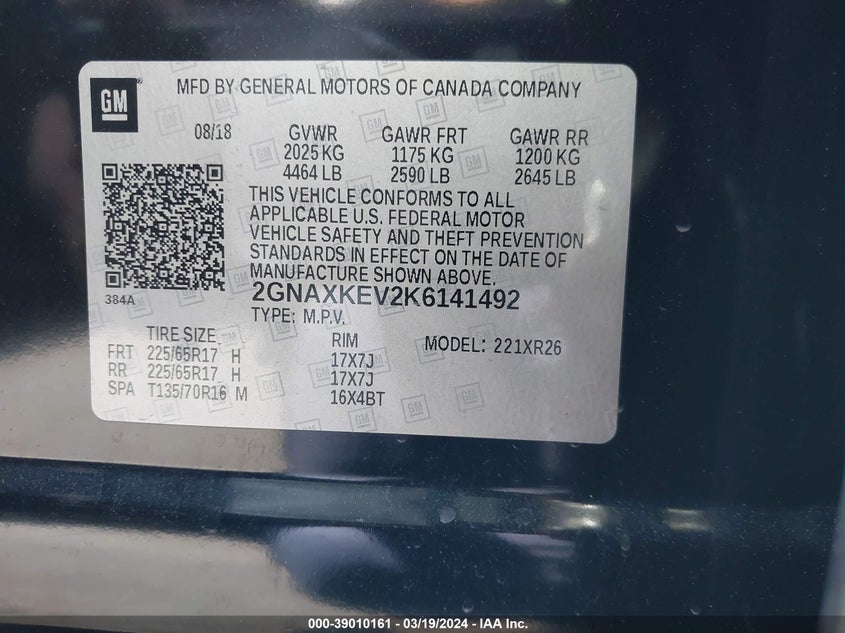 GM
MFD BY GENERAL MOTORS OF CANADA COMPANY
08/18 GVWR GAWR FRT GAWR RR
2025 KG 1175 KG 1200 KG
4464 LB 2590 LB 2645 LB
THIS VEHICLE CONFORMS TO ALL
APPLICABLE U.S. FEDERAL MOTOR
VEHICLE SAFETY AND THEFT PREVENTION
STANDARDS IN EFFECT ON THE DATE OF
MANUFACTURE SHOWN ABOVE.
384A
2GNAXKEV2K6141492
TYPE: M.P.V.
TIRE SIZE RIM MODEL: 221XR26
FRT 225/65R17 H 17X7J
RR 225/65R17 H 17X7J
SPA T135/70R16 M 16X4BT
000-39010161 — 03/19/2024 — IAA Inc.